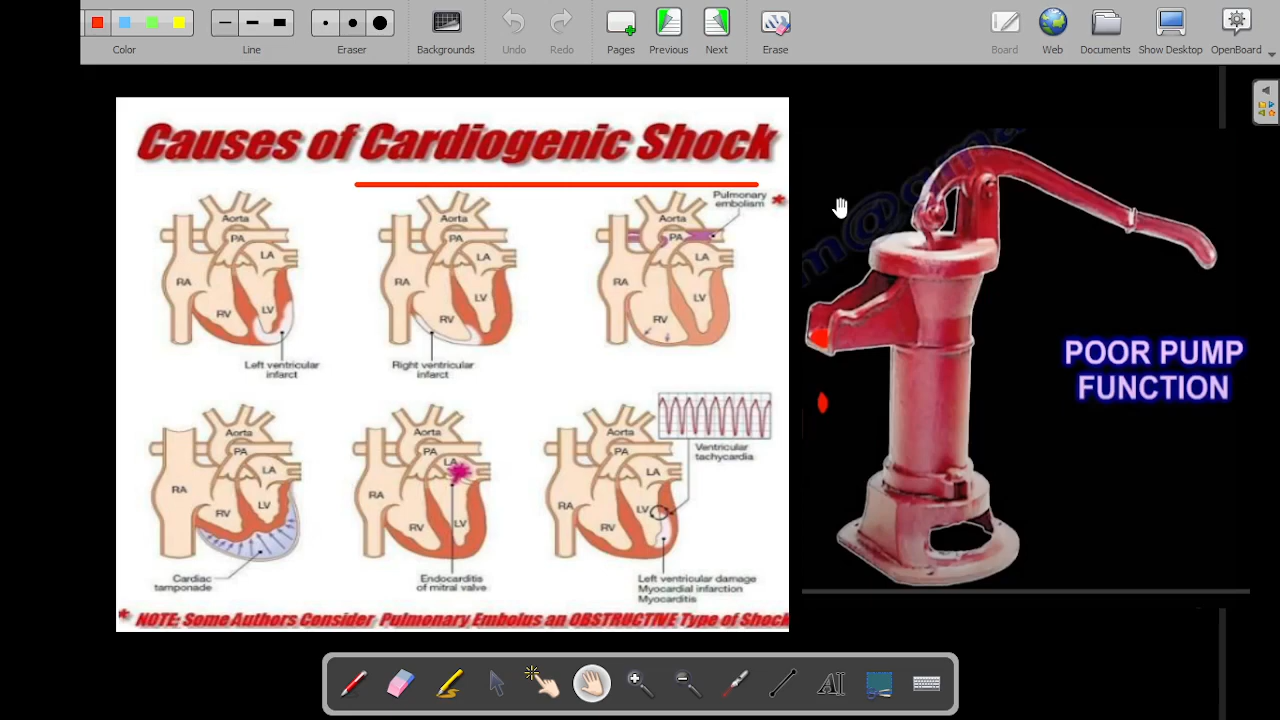 Color
Line
Eraser
Backgrounds
Undo
Redo
Pages
Previous
Next
Erase
Board
Web
Documents
Show Desktop
OpenBoard
Causes of Cardiogenic Shock
Aorta
PA
LA
RA
LV
RV
Left ventricular
infarct
Aorta
PA
LA
RA
LV
RV
Right ventricular
infarct
Pulmonary
embolism *
Aorta
PA
LA
RA
LV
RV
Aorta
PA
LA
RA
LV
RV
Cardiac
tamponade
Aorta
PA
LA
RA
RV
LV
Endocarditis
of mitral valve
Aorta
PA
LA
RA
LV
RV
Ventricular
tachycardia
Left ventricular damage
Myocardial infarction
Myocarditis
* NOTE: Some Authors Consider Pulmonary Embolus an OBSTRUCTIVE Type of Shock
POOR PUMP
FUNCTION
AI